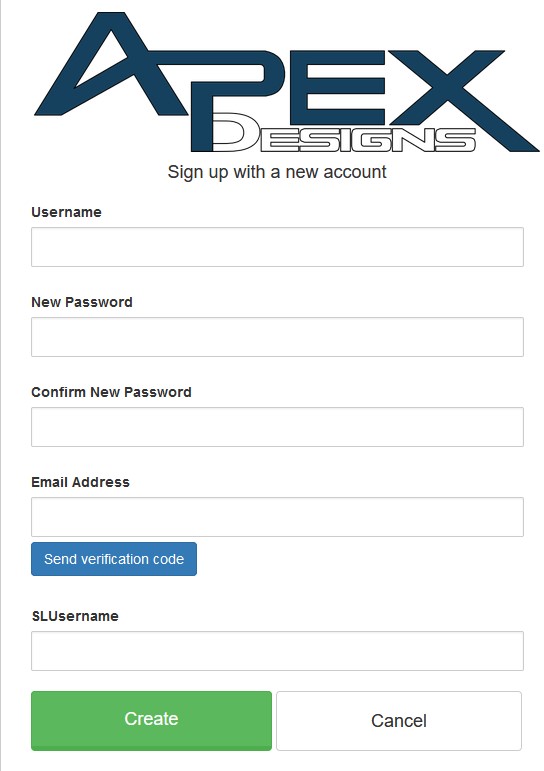 APEX
DESIGNS
Sign up with a new account
Username
New Password
Confirm New Password
Email Address
Send verification code
SLUsername
Create
Cancel